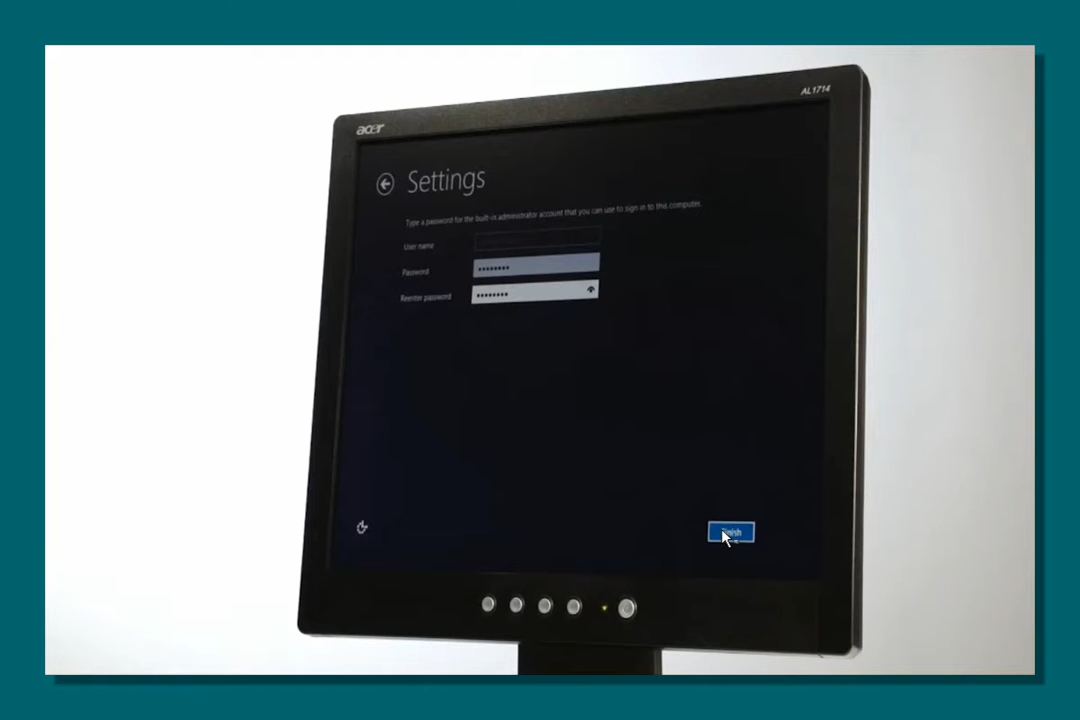 acer
AL1714
Settings
Type a password for the built-in administrator account that you can use to sign in to this computer.
User name
Password
••••••••
Reenter password
••••••••
Finish